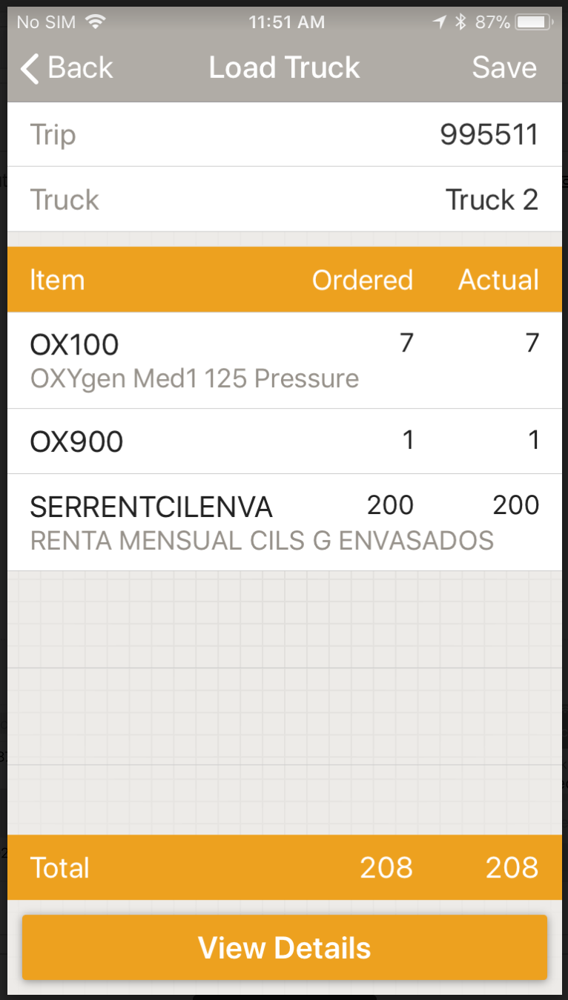 No SIM 11:51 AM 87%
Back Load Truck Save
Trip 995511
Truck Truck 2
Item Ordered Actual
OX100 7 7
OXYgen Med1 125 Pressure
OX900 1 1
SERRENTCILENVA 200 200
RENTA MENSUAL CILS G ENVASADOS
Total 208 208
View Details